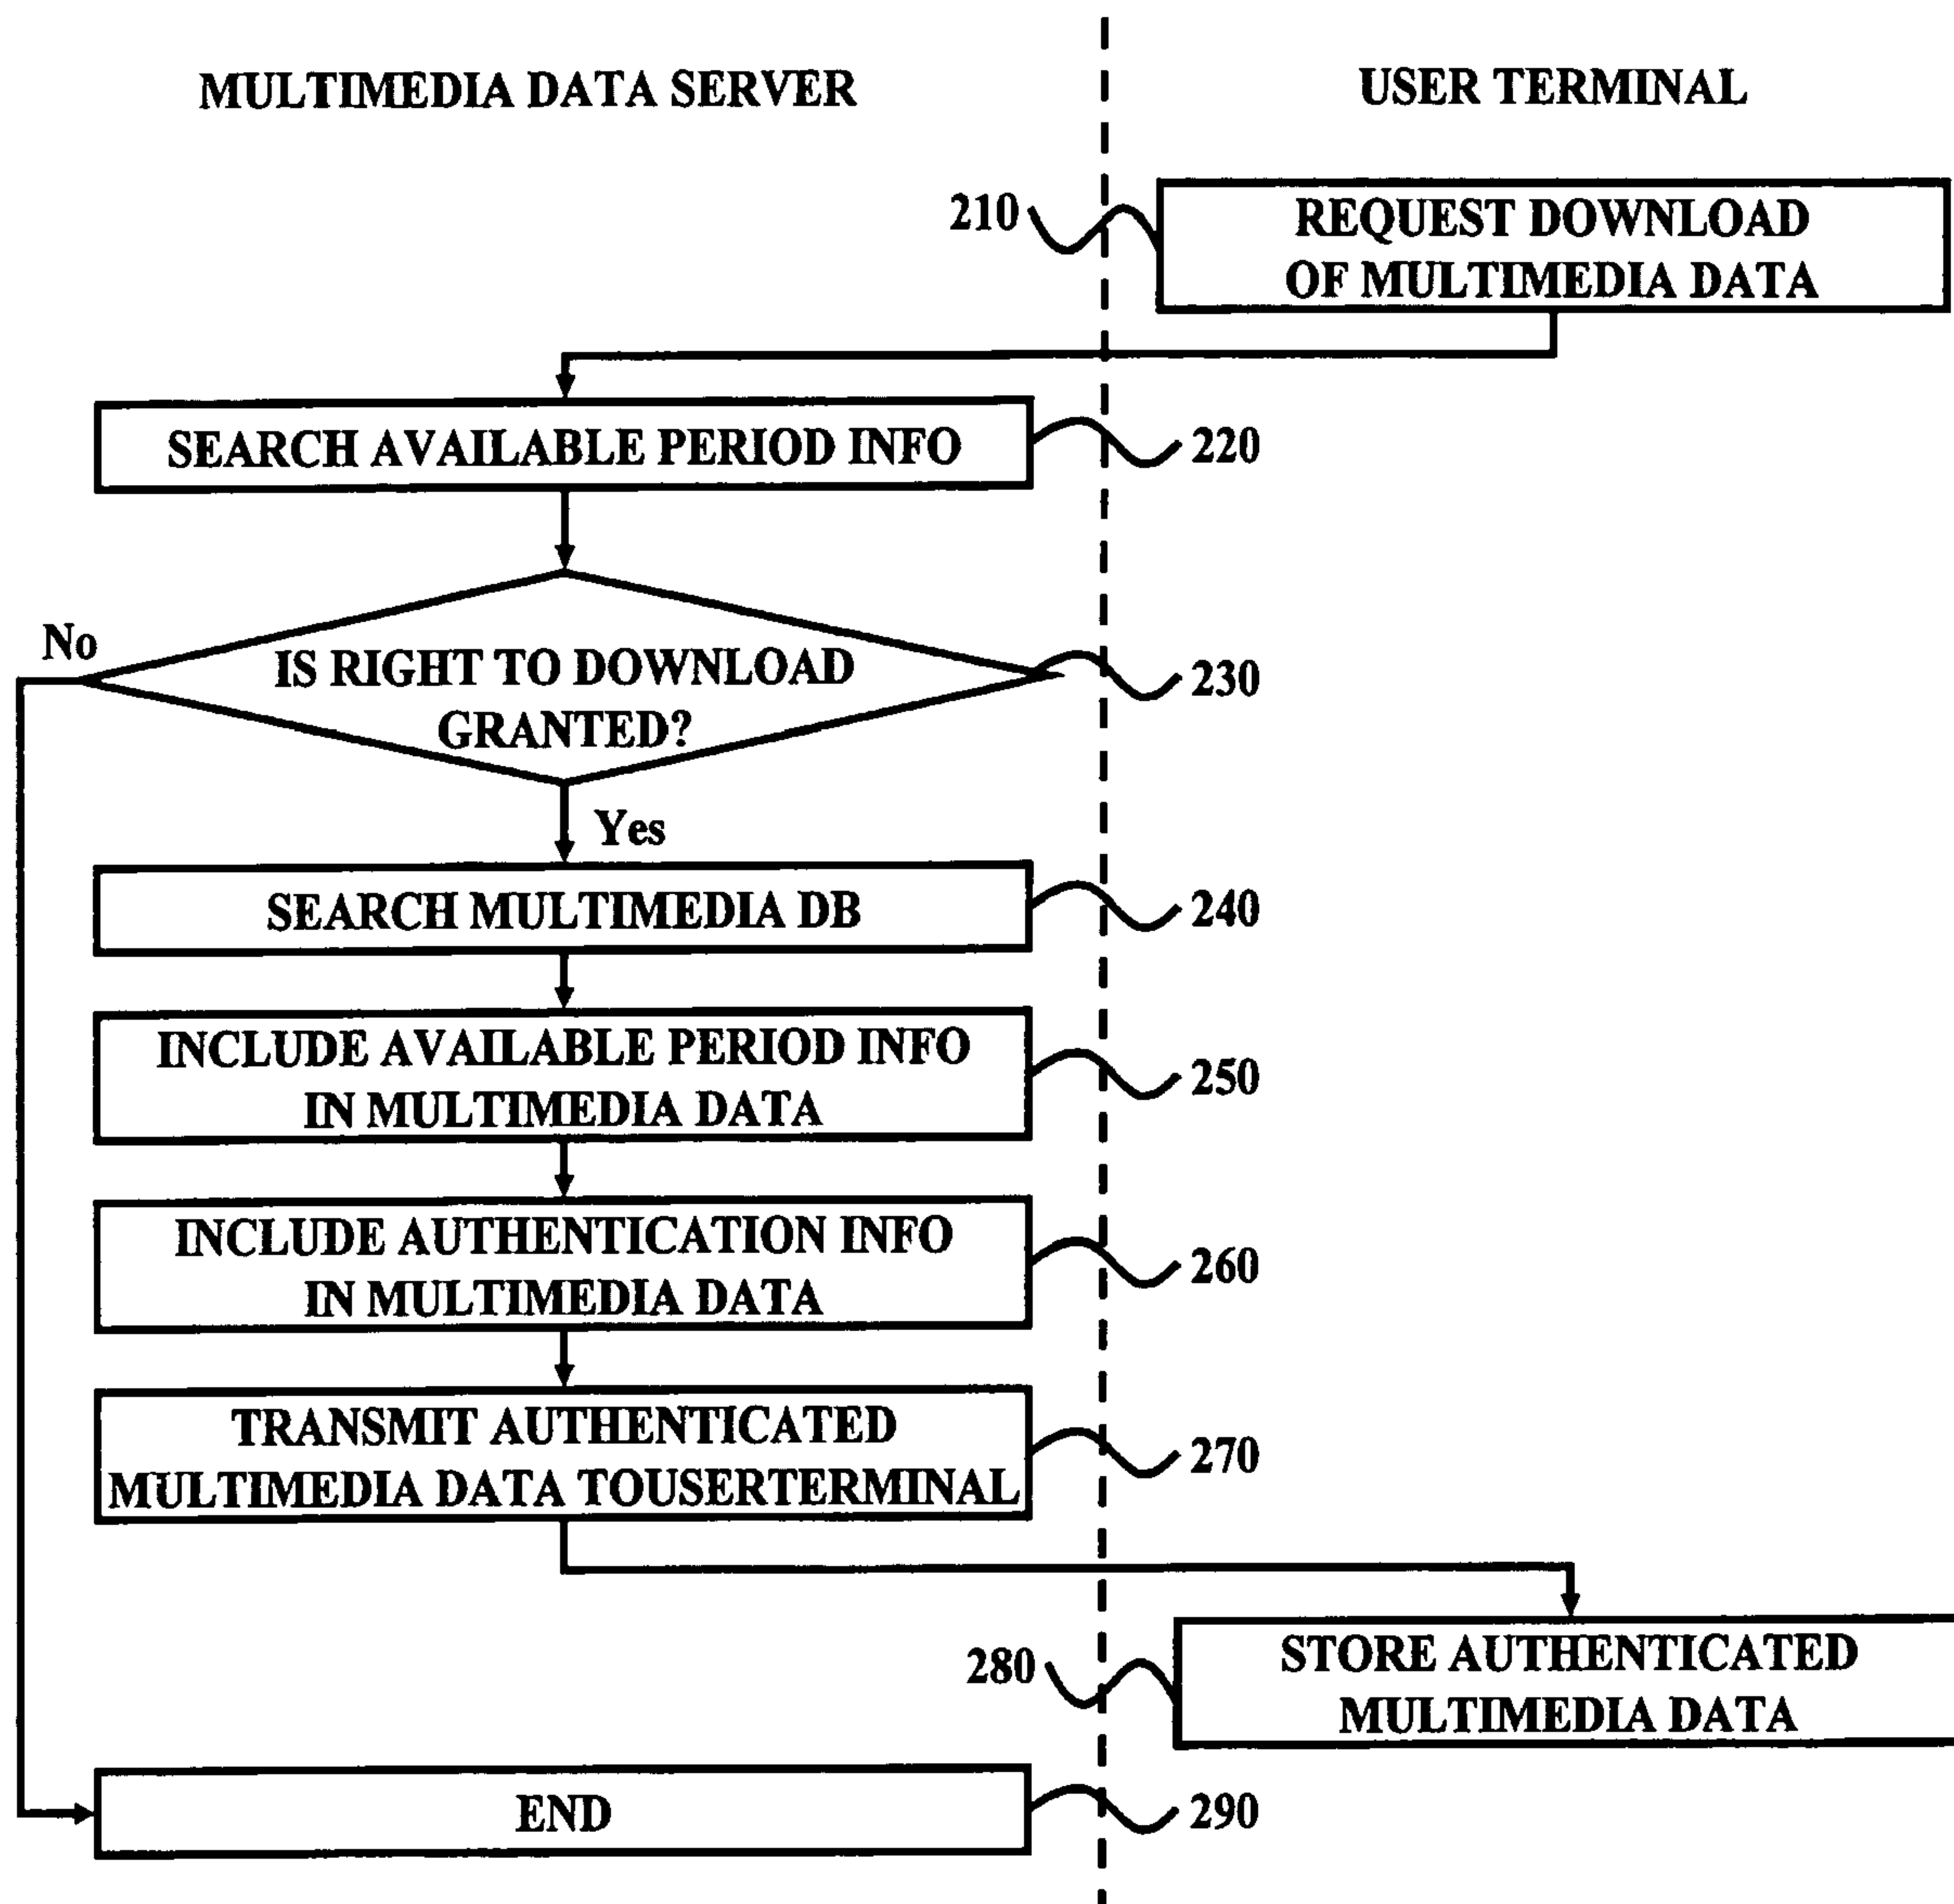 MULTIMEDIA DATA SERVER
USER TERMINAL
210
REQUEST DOWNLOAD
OF MULTIMEDIA DATA
SEARCH AVAILABLE PERIOD INFO
220
No
IS RIGHT TO DOWNLOAD
GRANTED?
230
Yes
SEARCH MULTIMEDIA DB
240
INCLUDE AVAILABLE PERIOD INFO
IN MULTIMEDIA DATA
250
INCLUDE AUTHENTICATION INFO
IN MULTIMEDIA DATA
260
TRANSMIT AUTHENTICATED
MULTIMEDIA DATA TOUSERTERMINAL
270
280
STORE AUTHENTICATED
MULTIMEDIA DATA
END
290